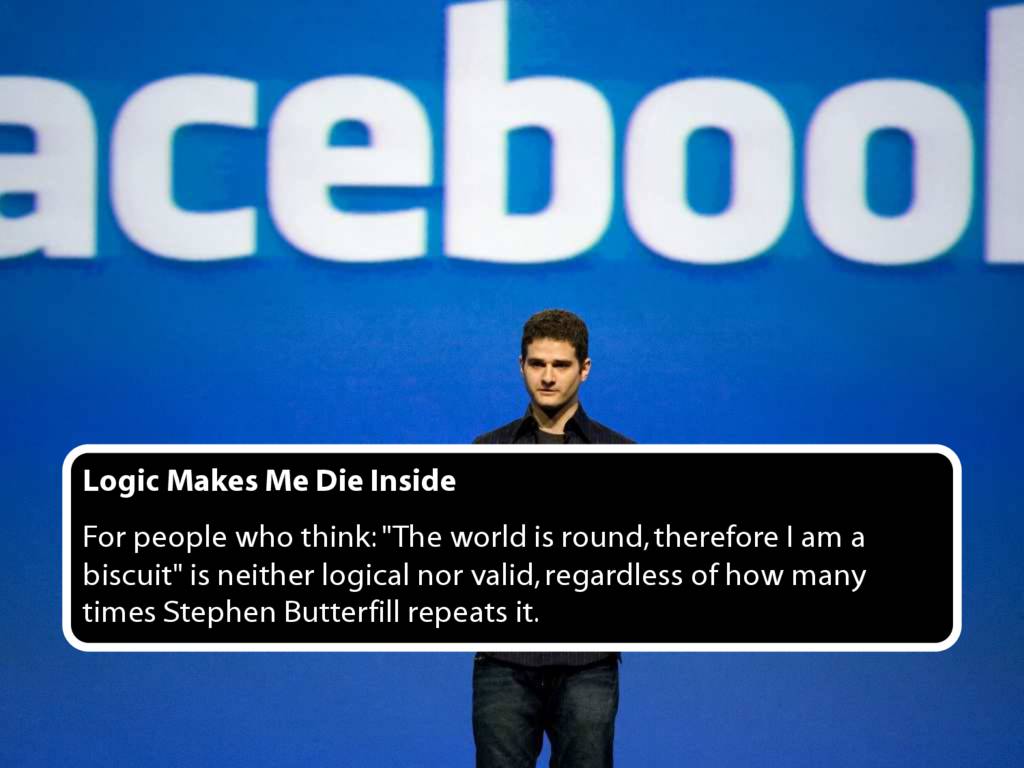 acebook
Logic Makes Me Die Inside
For people who think: "The world is round, therefore I am a
biscuit" is neither logical nor valid, regardless of how many
times Stephen Butterfill repeats it.